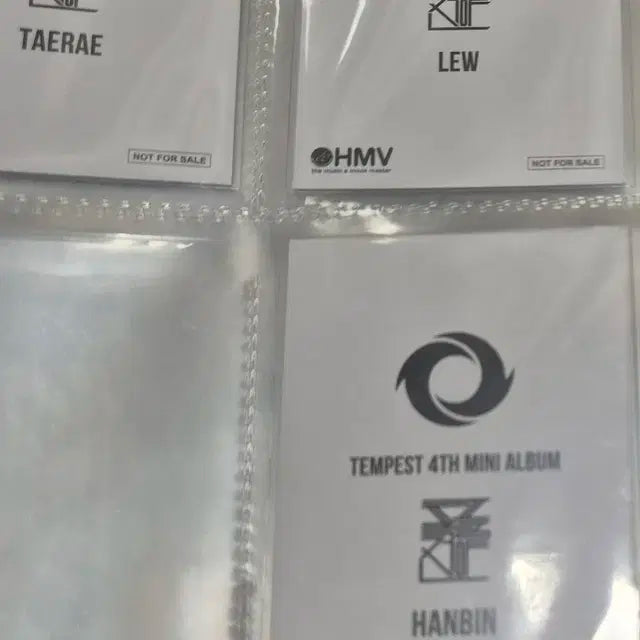 TAERAE
NOT FOR SALE
LEW
HMV
the music & movie master
NOT FOR SALE
TEMPEST 4TH MINI ALBUM
HANBIN